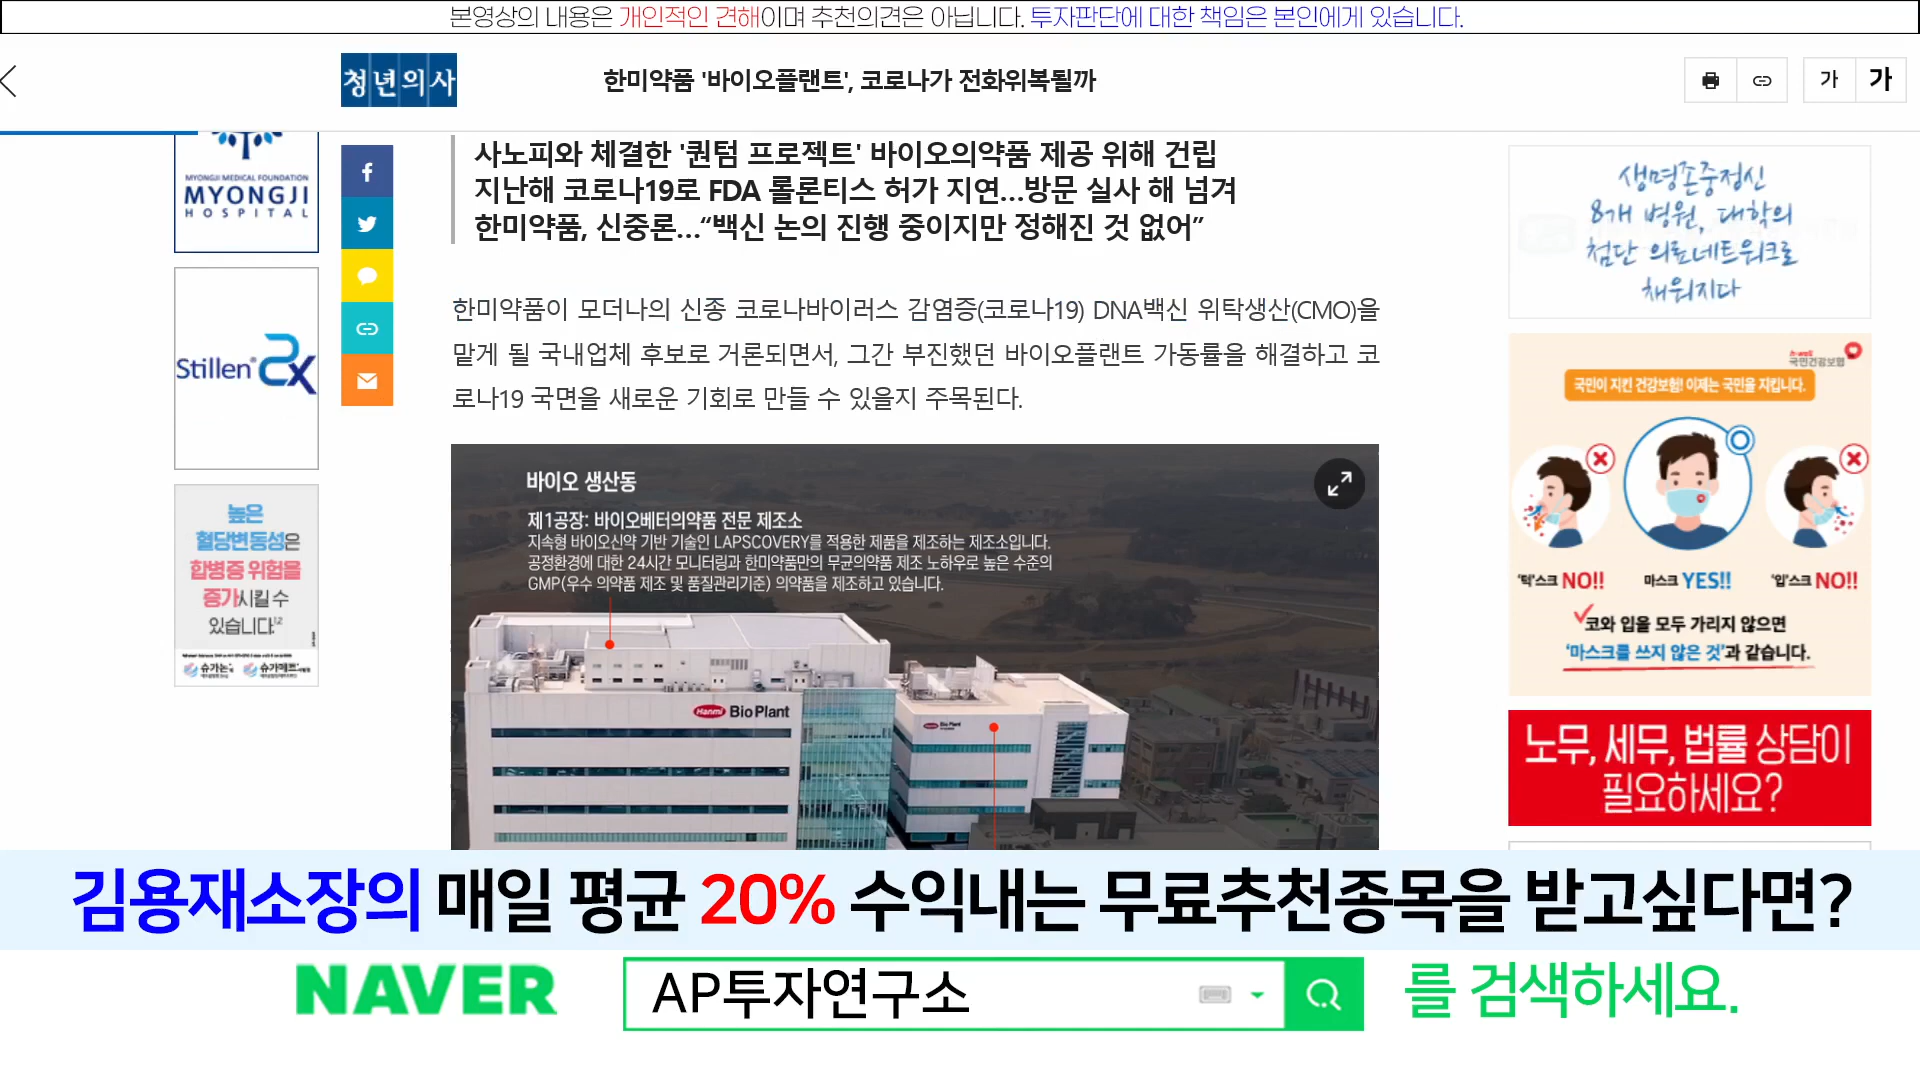 본영상의 내용은 개인적인 견해이며 추천의견은 아닙니다. 투자판단에 대한 책임은 본인에게 있습니다.
청년의사
한미약품 '바이오플랜트', 코로나가 전화위복될까
가 가
MYONGJI MEDICAL FOUNDATION
MYONGJI
HOSPITAL
Stillen® 2X
높은
혈당변동성은
합병증 위험을
증가시킬 수
있습니다.
슈가논
슈가메트
사노피와 체결한 '퀀텀 프로젝트' 바이오의약품 제공 위해 건립
지난해 코로나19로 FDA 롤론티스 허가 지연…방문 실사 해 넘겨
한미약품, 신중론…“백신 논의 진행 중이지만 정해진 것 없어”
한미약품이 모더나의 신종 코로나바이러스 감염증(코로나19) DNA백신 위탁생산(CMO)을
맡게 될 국내업체 후보로 거론되면서, 그간 부진했던 바이오플랜트 가동률을 해결하고 코
로나19 국면을 새로운 기회로 만들 수 있을지 주목된다.
바이오 생산동
제1공장: 바이오베터의약품 전문 제조소
지속형 바이오신약 기반 기술인 LAPSCOVERY를 적용한 제품을 제조하는 제조소입니다.
공정환경에 대한 24시간 모니터링과 한미약품만의 무균의약품 제조 노하우로 높은 수준의
GMP(우수 의약품 제조 및 품질관리기준) 의약품을 제조하고 있습니다.
Hanmi Bio Plant
Hanmi Bio Plant
생명존중정신
8개 병원, 대학의
첨단 의료네트워크로
채워지다
국민건강보험
국민이 지킨 건강보험! 이제는 국민을 지킵니다.
'턱'스크 NO!! 마스크 YES!! '입'스크 NO!!
코와 입을 모두 가리지 않으면
'마스크를 쓰지 않은 것'과 같습니다.
노무, 세무, 법률 상담이
필요하세요?
김용재소장의 매일 평균 20% 수익내는 무료추천종목을 받고싶다면?
NAVER AP투자연구소 를 검색하세요.